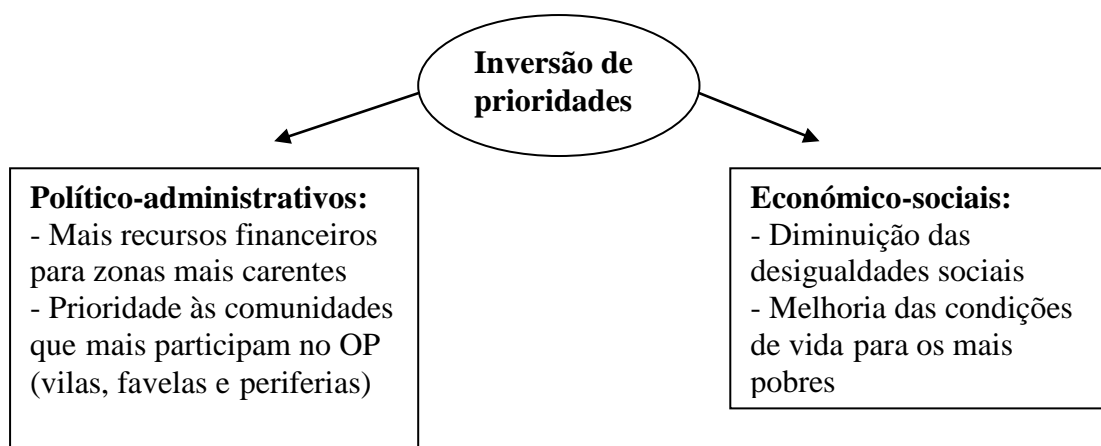 Inversão de
prioridades
Político-administrativos:
- Mais recursos financeiros
para zonas mais carentes
- Prioridade às comunidades
que mais participam no OP
(vilas, favelas e periferias)
Económico-sociais:
- Diminuição das
desigualdades sociais
- Melhoria das condições
de vida para os mais
pobres